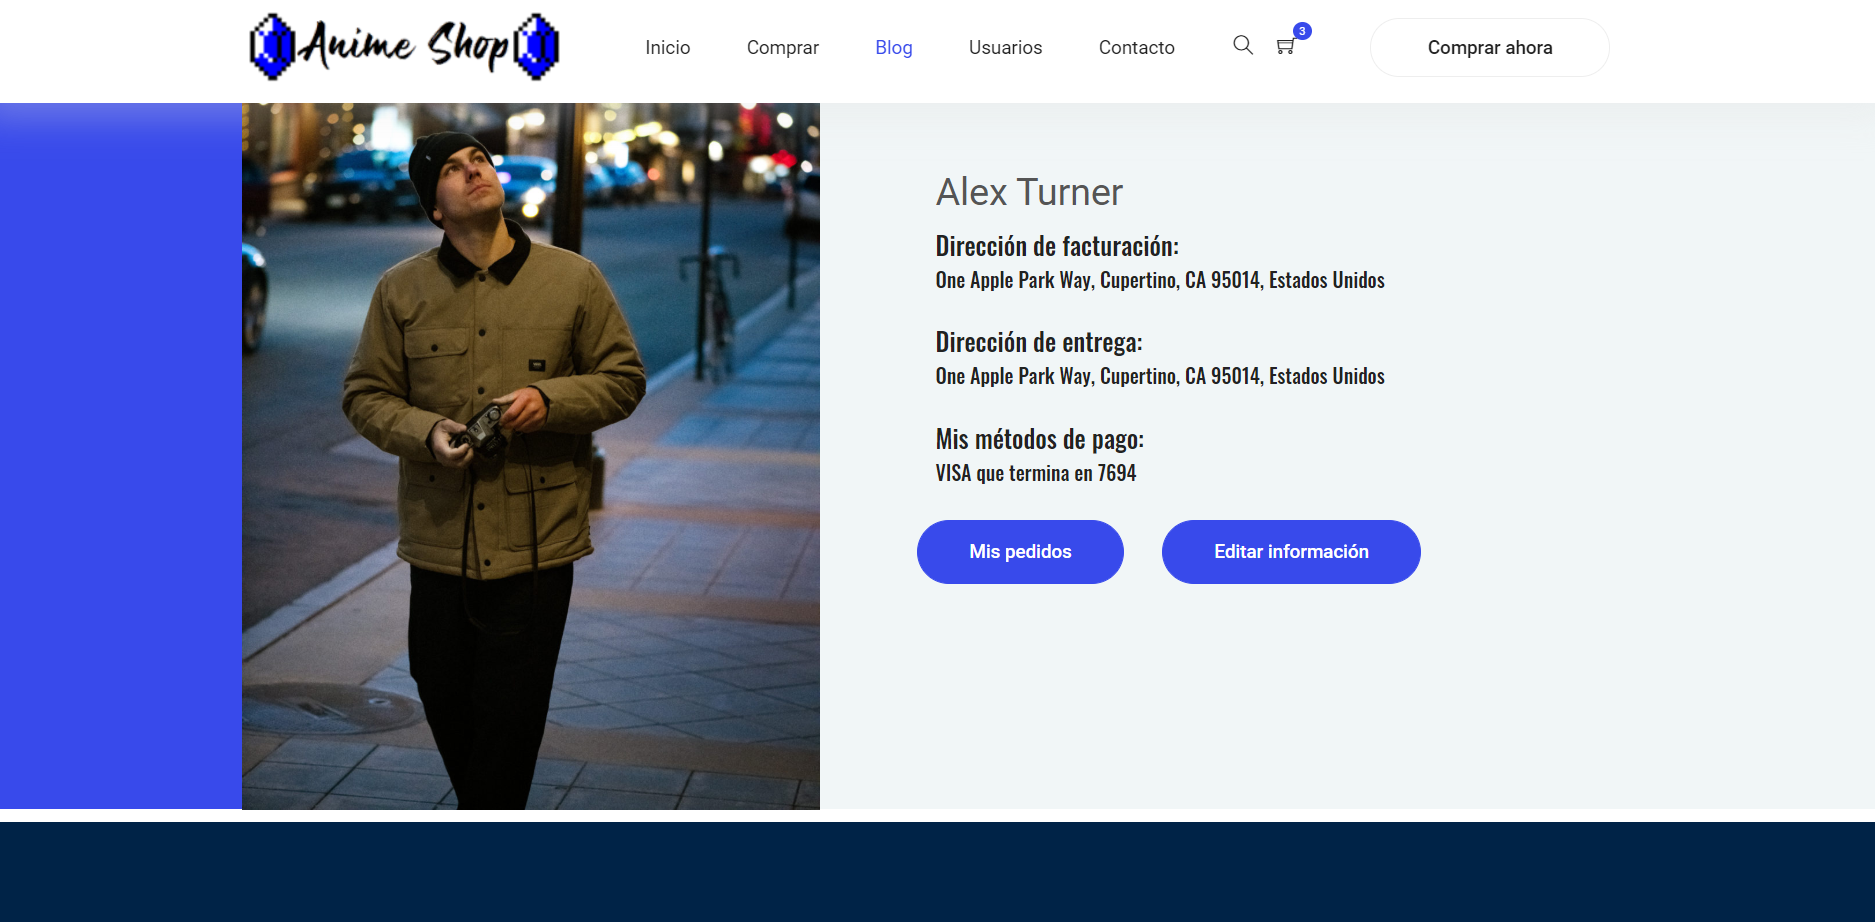 Anime Shop
Inicio
Comprar
Blog
Usuarios
Contacto
3
Comprar ahora
Alex Turner
Dirección de facturación:
One Apple Park Way, Cupertino, CA 95014, Estados Unidos
Dirección de entrega:
One Apple Park Way, Cupertino, CA 95014, Estados Unidos
Mis métodos de pago:
VISA que termina en 7694
Mis pedidos
Editar información